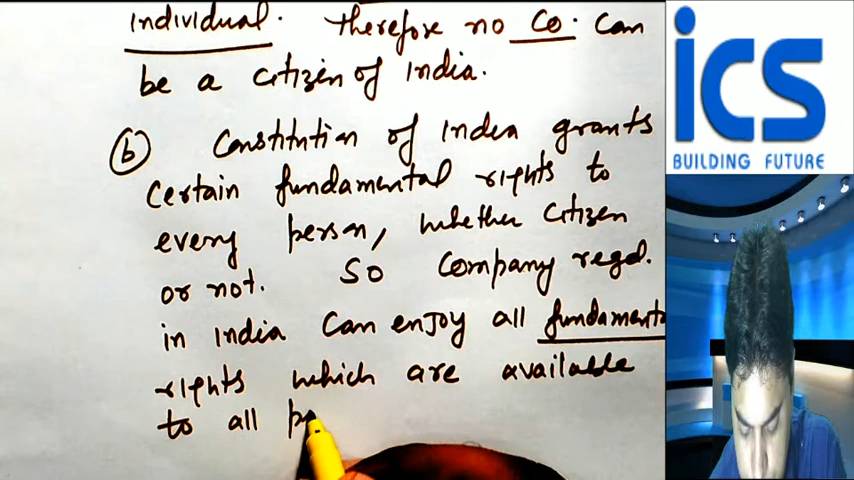 individual. Therefore no Co. Can
be a citizen of India.
(b) Constitution of India grants
Certain fundamental rights to
every person, whether citizen
or not. So Company regd.
in India Can enjoy all fundamenta
rights which are available
to all pe
ICS
BUILDING FUTURE